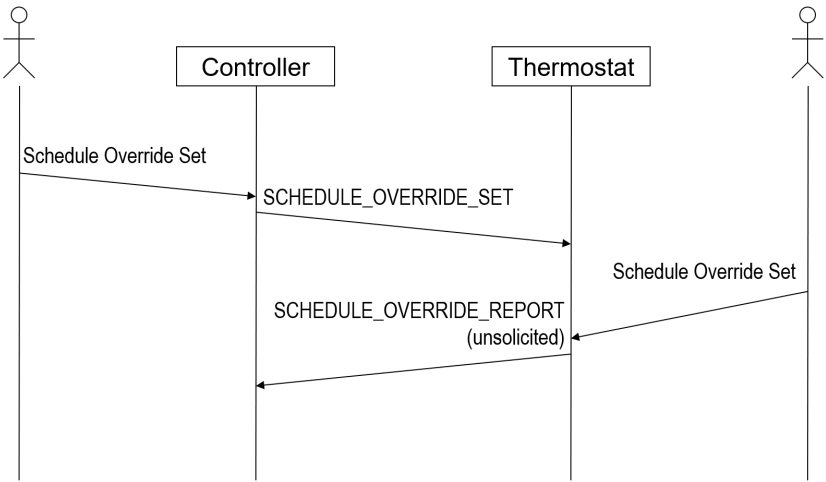 Controller
Thermostat
Schedule Override Set
SCHEDULE_OVERRIDE_SET
Schedule Override Set
SCHEDULE_OVERRIDE_REPORT
(unsolicited)